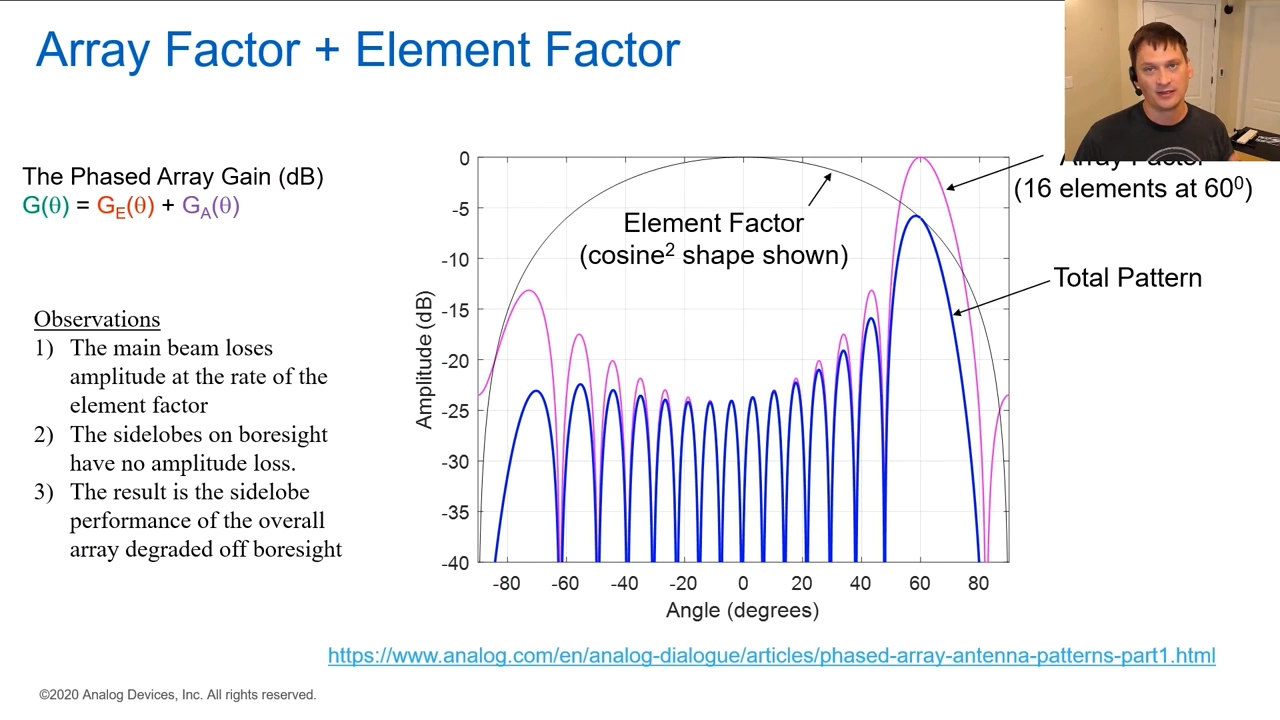 Array Factor + Element Factor
The Phased Array Gain (dB)
G(θ) = G_E(θ) + G_A(θ)
Observations
1) The main beam loses
amplitude at the rate of the
element factor
2) The sidelobes on boresight
have no amplitude loss.
3) The result is the sidelobe
performance of the overall
array degraded off boresight
Amplitude (dB)
0
-5
-10
-15
-20
-25
-30
-35
-40
-80 -60 -40 -20 0 20 40 60 80
Angle (degrees)
Element Factor
(cosine² shape shown)
Array Factor
(16 elements at 60⁰)
Total Pattern
https://www.analog.com/en/analog-dialogue/articles/phased-array-antenna-patterns-part1.html
©2020 Analog Devices, Inc. All rights reserved.